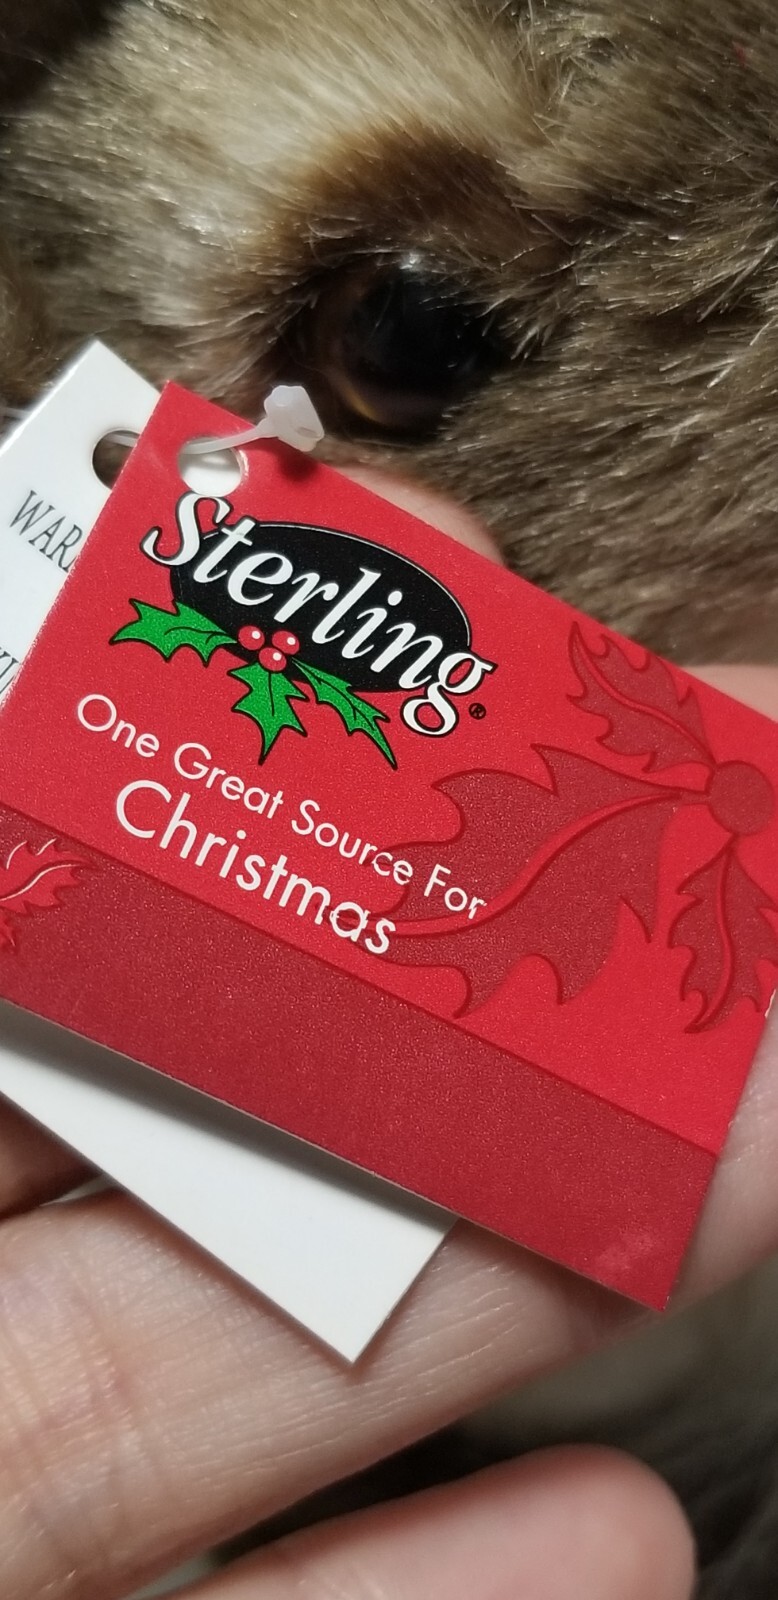 Sterling®
One Great Source For
Christmas